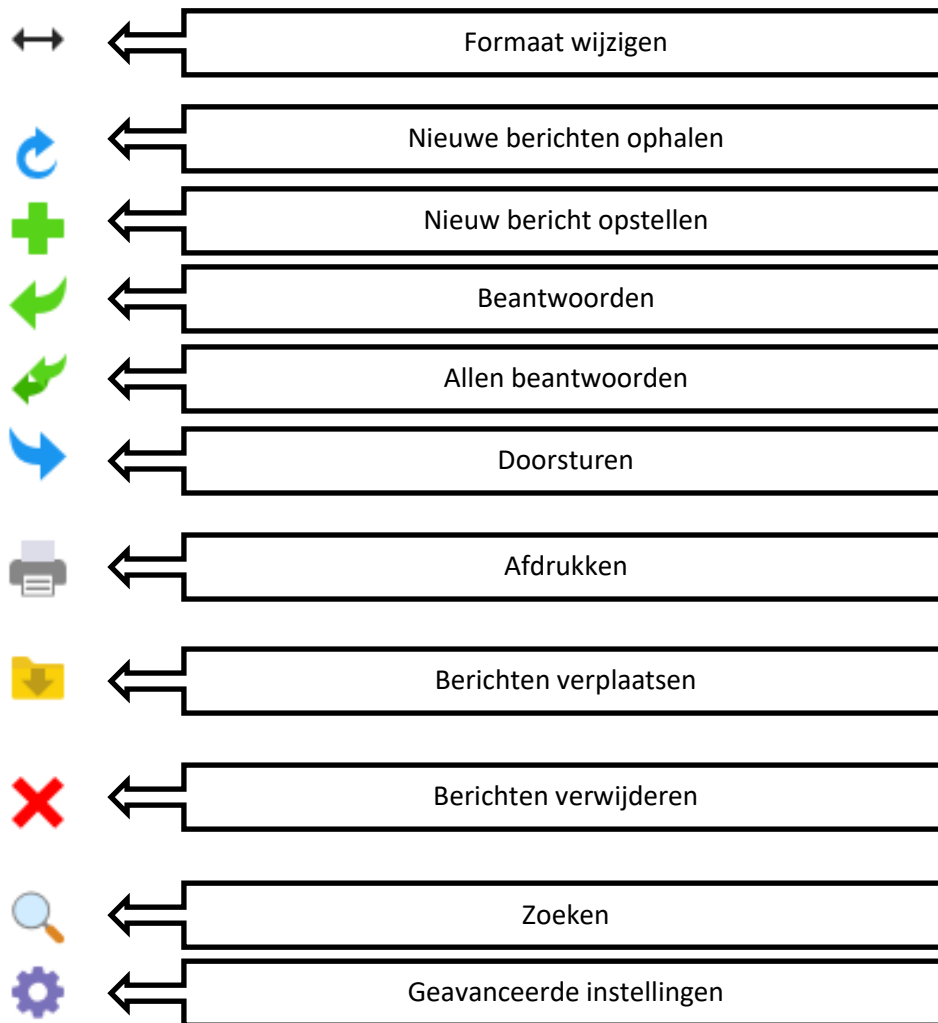 Formaat wijzigen
Nieuwe berichten ophalen
Nieuw bericht opstellen
Beantwoorden
Allen beantwoorden
Doorsturen
Afdrukken
Berichten verplaatsen
Berichten verwijderen
Zoeken
Geavanceerde instellingen